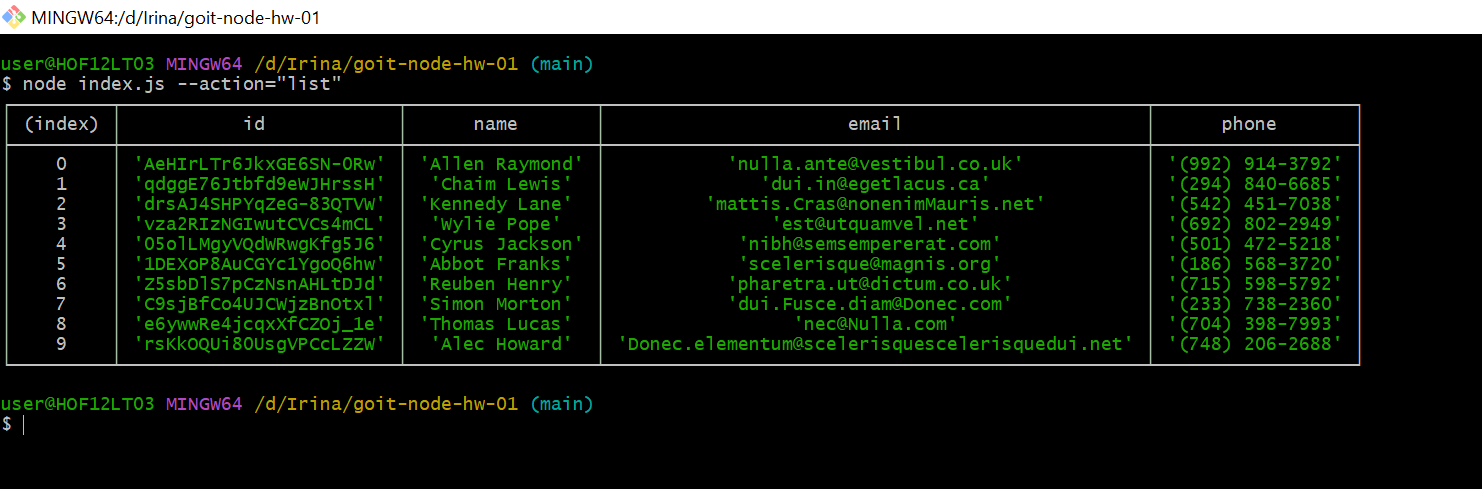 MINGW64:/d/Irina/goit-node-hw-01
user@HOF12LT03 MINGW64 /d/Irina/goit-node-hw-01 (main)
$ node index.js --action="list"
(index) id name email phone
0 'AeHIrLTr6JkxGE6SN-0Rw' 'Allen Raymond' 'nulla.ante@vestibul.co.uk' '(992) 914-3792'
1 'qdggE76Jtbfd9eWJHrssH' 'Chaim Lewis' 'dui.in@egetlacus.ca' '(294) 840-6685'
2 'drsAJ4SHPYqZeG-83QTVW' 'Kennedy Lane' 'mattis.Cras@nonenimMauris.net' '(542) 451-7038'
3 'vza2RIzNGIwutCVCs4mCL' 'Wylie Pope' 'est@utquamvel.net' '(692) 802-2949'
4 '05olLMgyVQdWRwgKfg5J6' 'Cyrus Jackson' 'nibh@semsempererat.com' '(501) 472-5218'
5 '1DEXoP8AuCGYc1YgoQ6hw' 'Abbot Franks' 'scelerisque@magnis.org' '(186) 568-3720'
6 'Z5sbDlS7pCzNsnAHLtDJd' 'Reuben Henry' 'pharetra.ut@dictum.co.uk' '(715) 598-5792'
7 'C9sjBfCo4UJCWjzBnOtxl' 'Simon Morton' 'dui.Fusce.diam@Donec.com' '(233) 738-2360'
8 'e6ywwRe4jcqxXfCZOj_1e' 'Thomas Lucas' 'nec@Nulla.com' '(704) 398-7993'
9 'rsKkOQUi80UsgVPCcLZZW' 'Alec Howard' 'Donec.elementum@scelerisquescelerisquedui.net' '(748) 206-2688'
user@HOF12LT03 MINGW64 /d/Irina/goit-node-hw-01 (main)
$